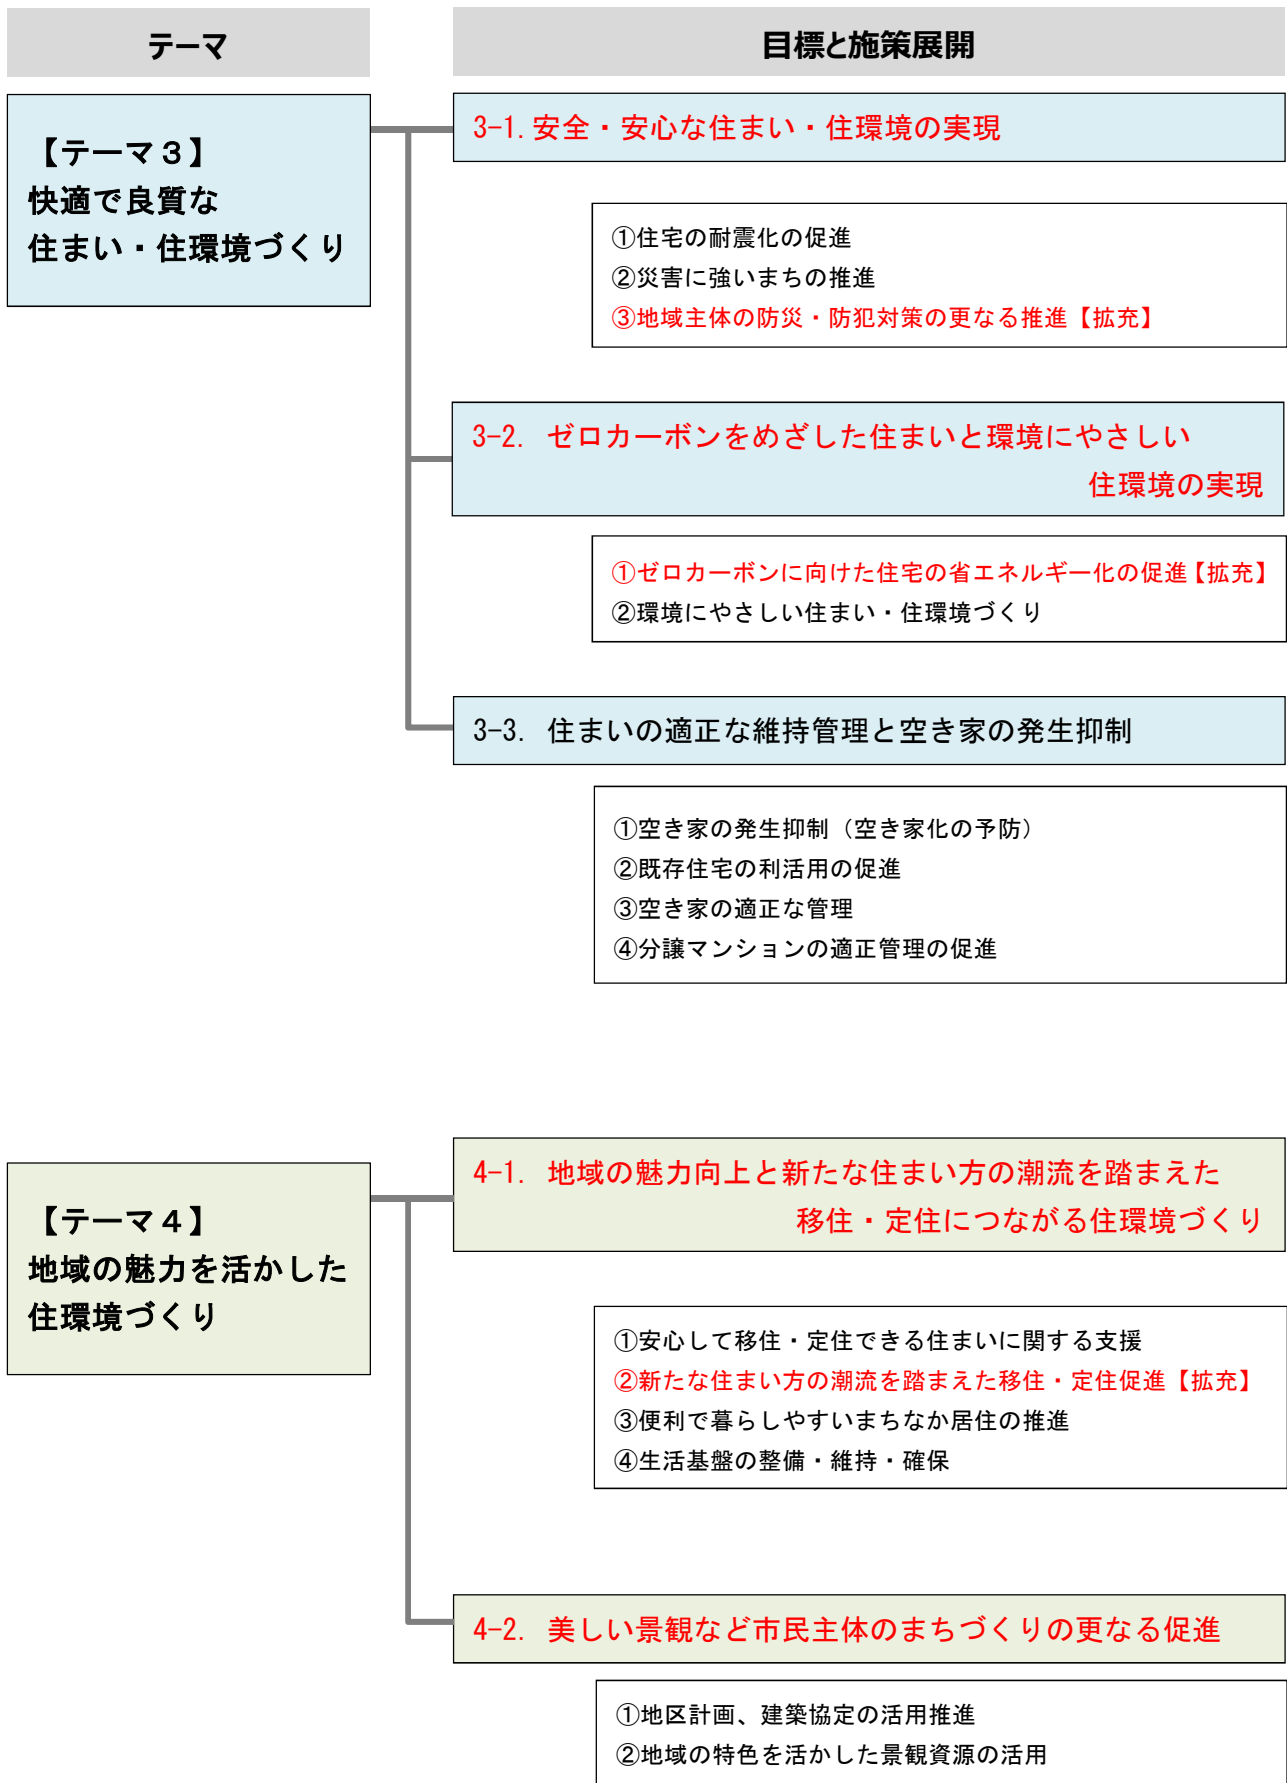 テーマ
目標と施策展開
【テーマ３】
快適で良質な
住まい・住環境づくり
3-1. 安全・安心な住まい・住環境の実現
①住宅の耐震化の促進
②災害に強いまちの推進
③地域主体の防災・防犯対策の更なる推進【拡充】
3-2. ゼロカーボンをめざした住まいと環境にやさしい
住環境の実現
①ゼロカーボンに向けた住宅の省エネルギー化の促進【拡充】
②環境にやさしい住まい・住環境づくり
3-3. 住まいの適正な維持管理と空き家の発生抑制
①空き家の発生抑制（空き家化の予防）
②既存住宅の利活用の促進
③空き家の適正な管理
④分譲マンションの適正管理の促進
【テーマ４】
地域の魅力を活かした
住環境づくり
4-1. 地域の魅力向上と新たな住まい方の潮流を踏まえた
移住・定住につながる住環境づくり
①安心して移住・定住できる住まいに関する支援
②新たな住まい方の潮流を踏まえた移住・定住促進【拡充】
③便利で暮らしやすいまちなか居住の推進
④生活基盤の整備・維持・確保
4-2. 美しい景観など市民主体のまちづくりの更なる促進
①地区計画、建築協定の活用推進
②地域の特色を活かした景観資源の活用